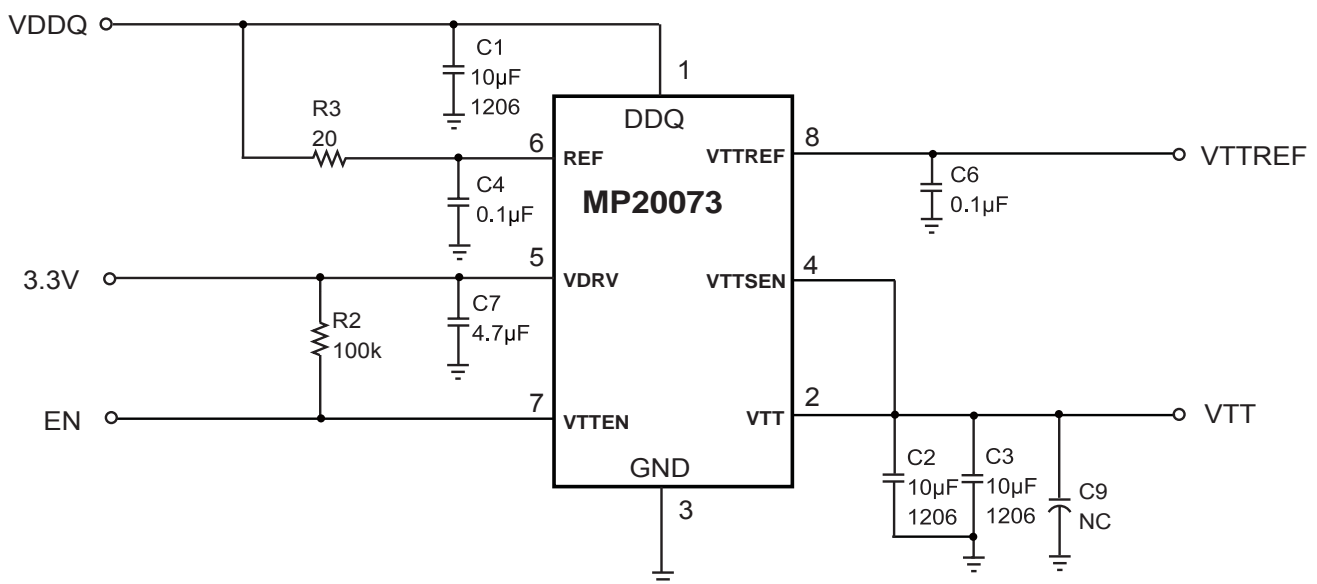 VDDQ
C1
10µF
1206
1
R3
20
DDQ
6
REF
VTTREF
8
VTTREF
C4
0.1µF
MP20073
C6
0.1µF
3.3V
5
VDRV
VTTSEN
4
R2
100k
C7
4.7µF
EN
7
VTTEN
VTT
2
VTT
GND
3
C2
10µF
1206
C3
10µF
1206
C9
NC